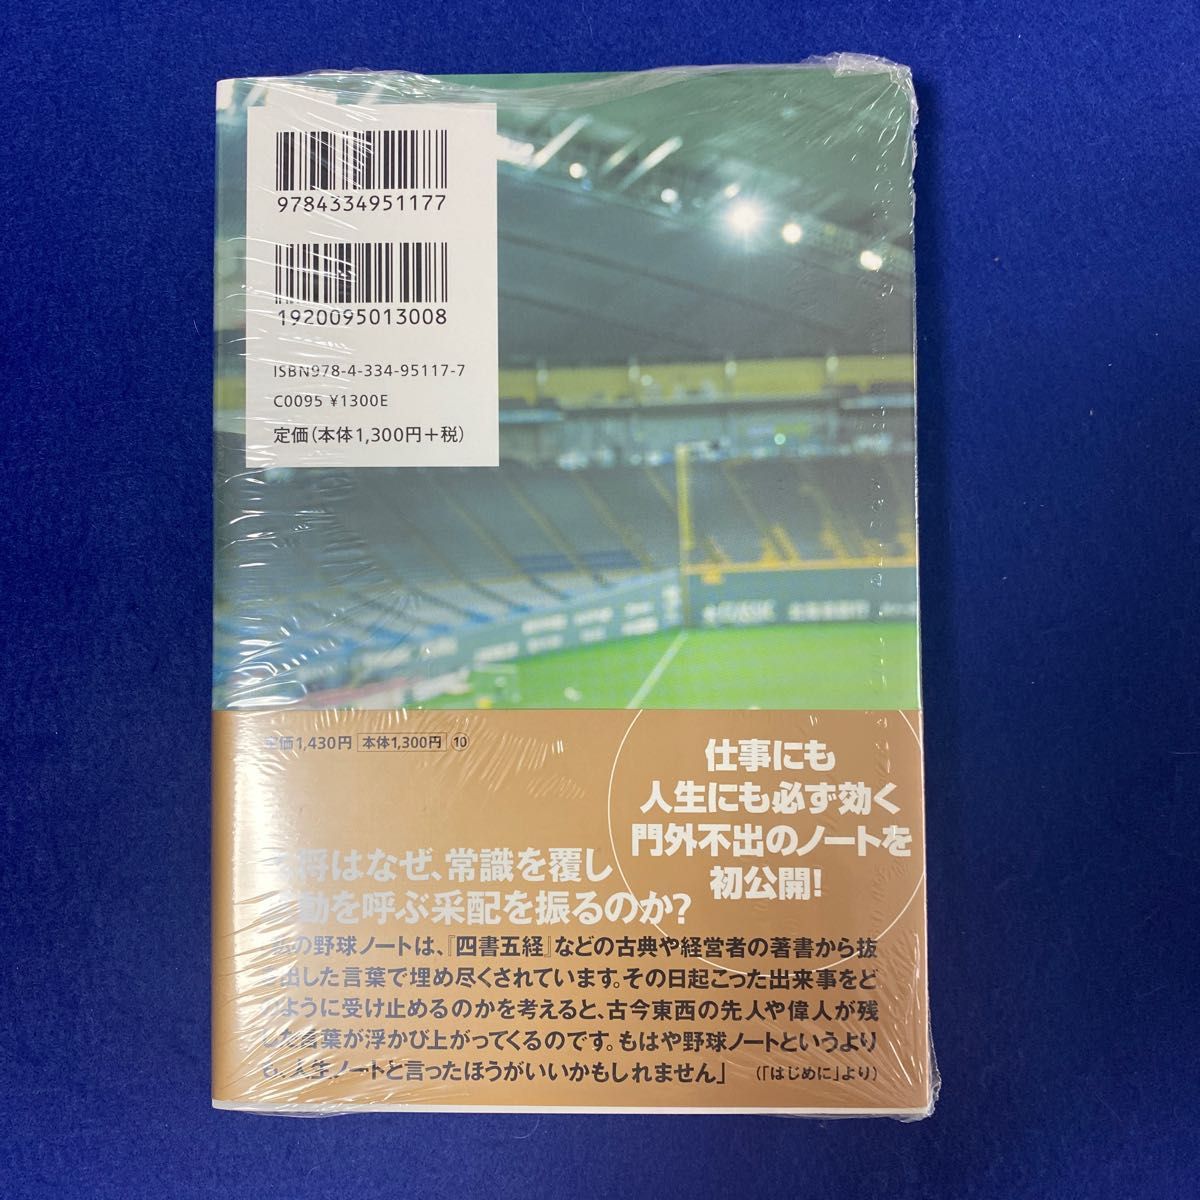 9784334951177
1920095013008
ISBN978-4-334-95117-7
C0095 ¥1300E
定価(本体1,300円+税)
定価1,430円 本体1,300円 10
仕事にも
人生にも必ず効く
門外不出のノートを
初公開!
将はなぜ、常識を覆し
動を呼ぶ采配を振るのか?
私の野球ノートは、『四書五経』などの古典や経営者の著書から抜
き出した言葉で埋め尽くされています。その日起こった出来事をど
のように受け止めるのかを考えると、古今東西の先人や偉人が残
した言葉が浮かび上がってくるのです。もはや野球ノートというより
も、人生ノートと言ったほうがいいかもしれません」 (「はじめに」より)